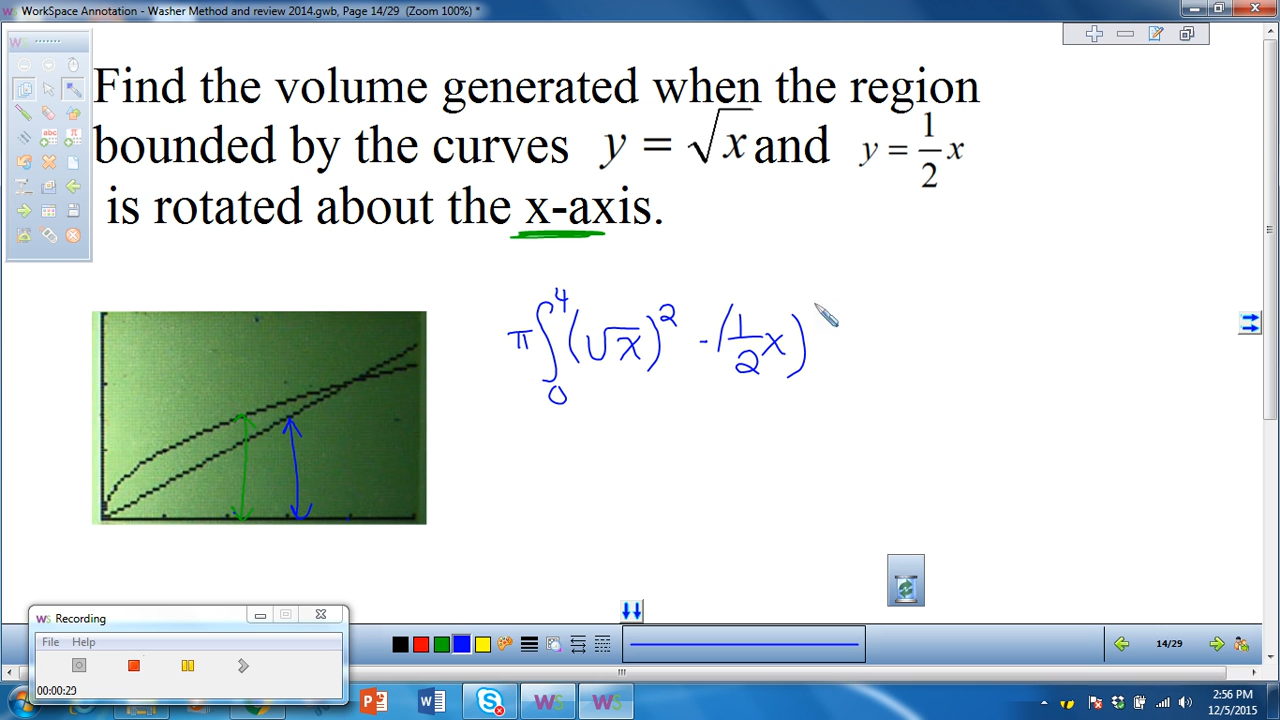 WorkSpace Annotation - Washer Method and review 2014.gwb, Page 14/29 (Zoom 100%) *
Find the volume generated when the region
bounded by the curves y = √x and y = 1/2 x
is rotated about the x-axis.
π ∫₀⁴ (√x)² - (1/2 x)
Recording
File Help
00:00:29
14/29
2:56 PM
12/5/2015